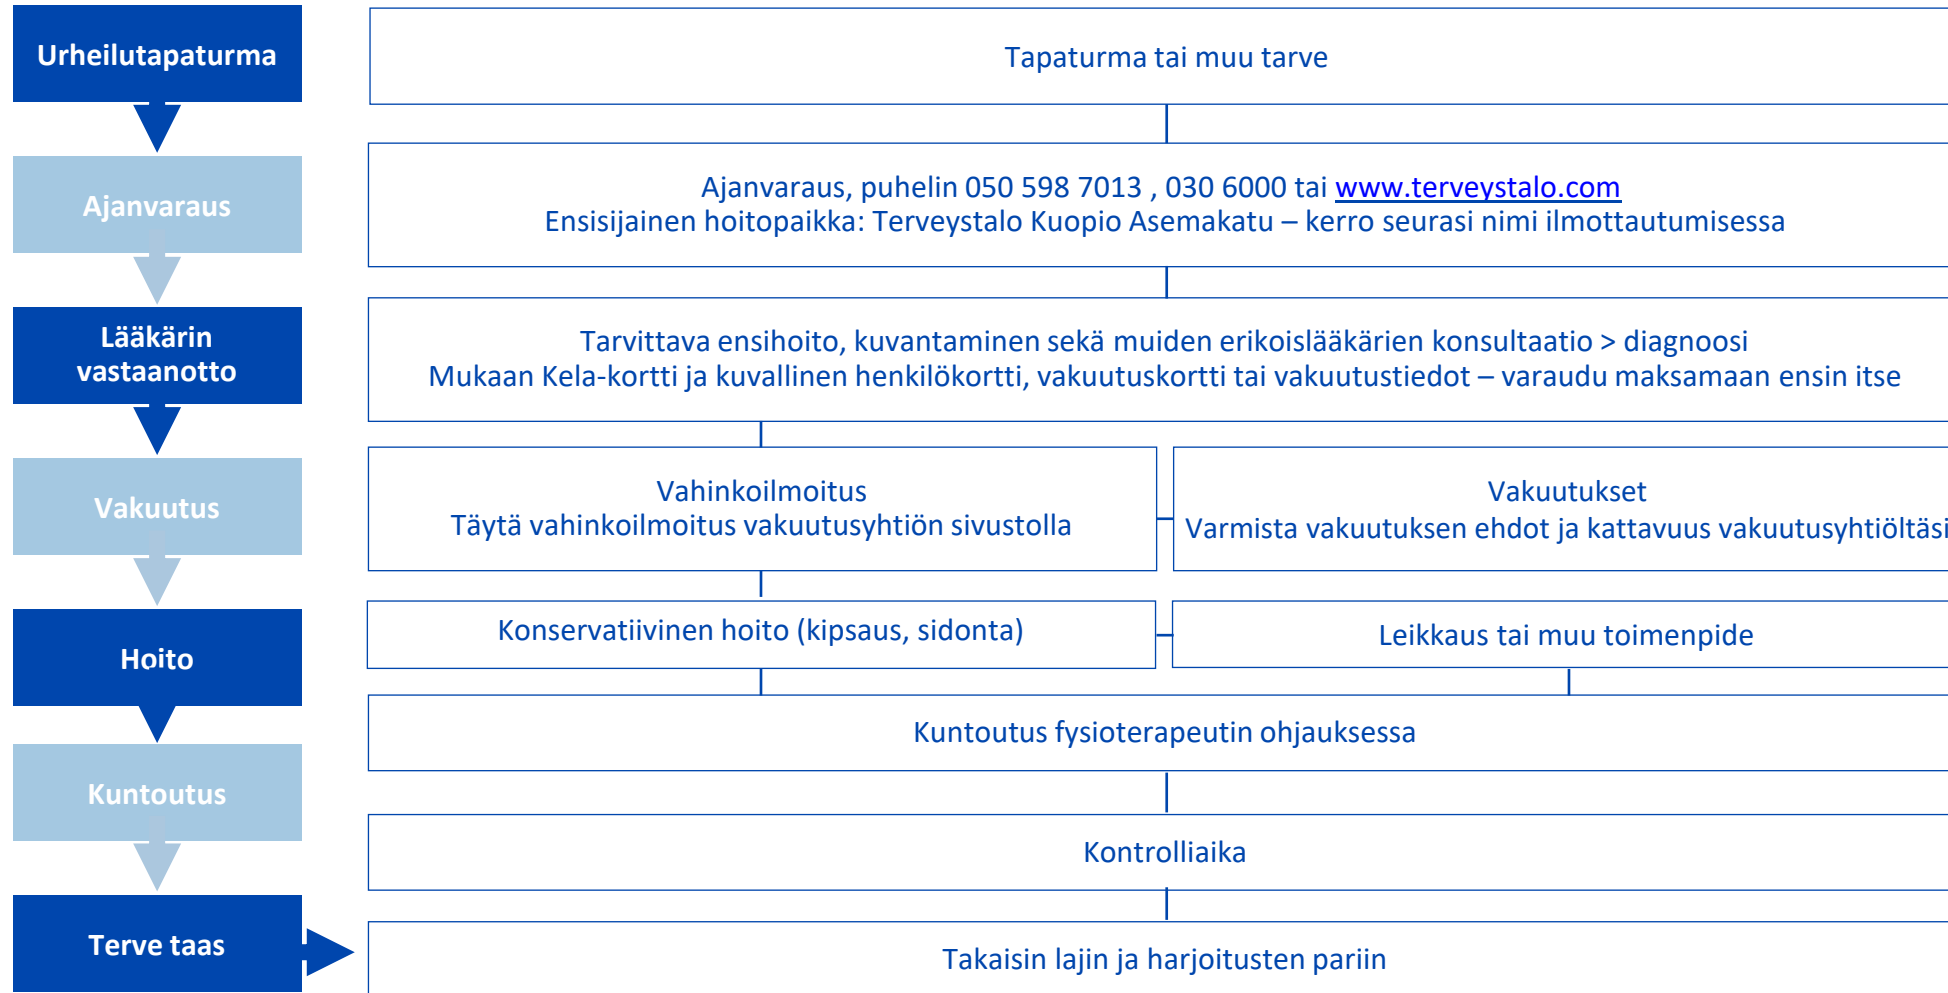 Urheilutapaturma
Tapaturma tai muu tarve
Ajanvaraus
Ajanvaraus, puhelin 050 598 7013 , 030 6000 tai www.terveystalo.com
Ensisijainen hoitopaikka: Terveystalo Kuopio Asemakatu – kerro seurasi nimi ilmottautumisessa
Lääkärin
vastaanotto
Tarvittava ensihoito, kuvantaminen sekä muiden erikoislääkärien konsultaatio > diagnoosi
Mukaan Kela-kortti ja kuvallinen henkilökortti, vakuutuskortti tai vakuutustiedot – varaudu maksamaan ensin itse
Vakuutus
Vahinkoilmoitus
Täytä vahinkoilmoitus vakuutusyhtiön sivustolla
Vakuutukset
Varmista vakuutuksen ehdot ja kattavuus vakuutusyhtiöltäsi
Hoito
Konservatiivinen hoito (kipsaus, sidonta)
Leikkaus tai muu toimenpide
Kuntoutus fysioterapeutin ohjauksessa
Kuntoutus
Kontrolliaika
Terve taas
Takaisin lajin ja harjoitusten pariin